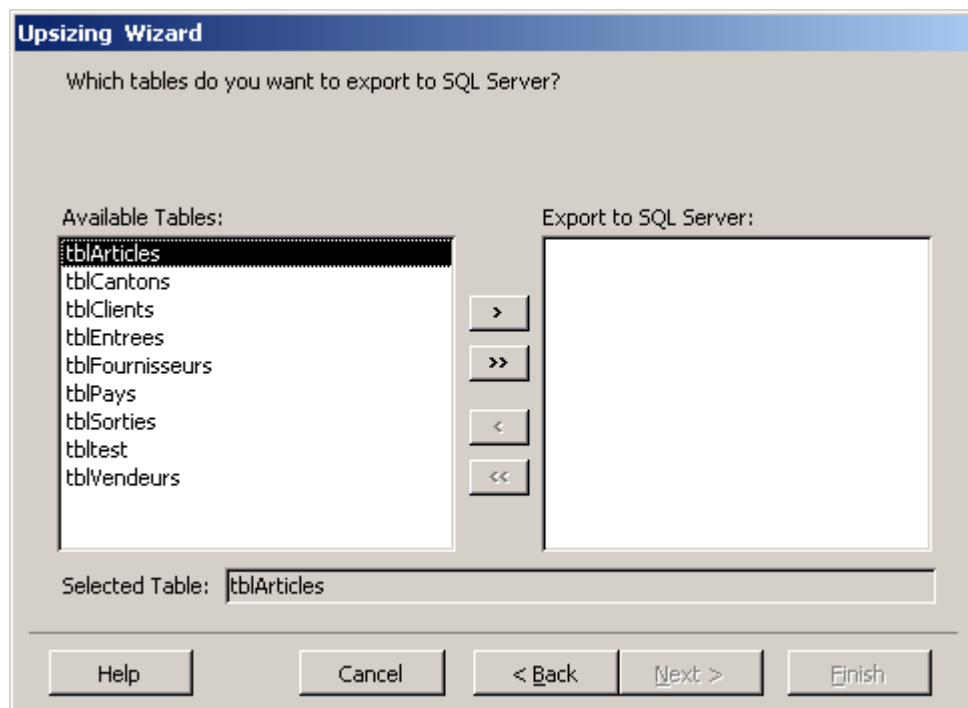 Upsizing Wizard
Which tables do you want to export to SQL Server?
Available Tables:
Export to SQL Server:
tblArticles
tblCantons
tblClients
tblEntrees
tblFournisseurs
tblPays
tblSorties
tbltest
tblVendeurs
>
>>
<
<<
Selected Table: tblArticles
Help Cancel < Back Next > Finish